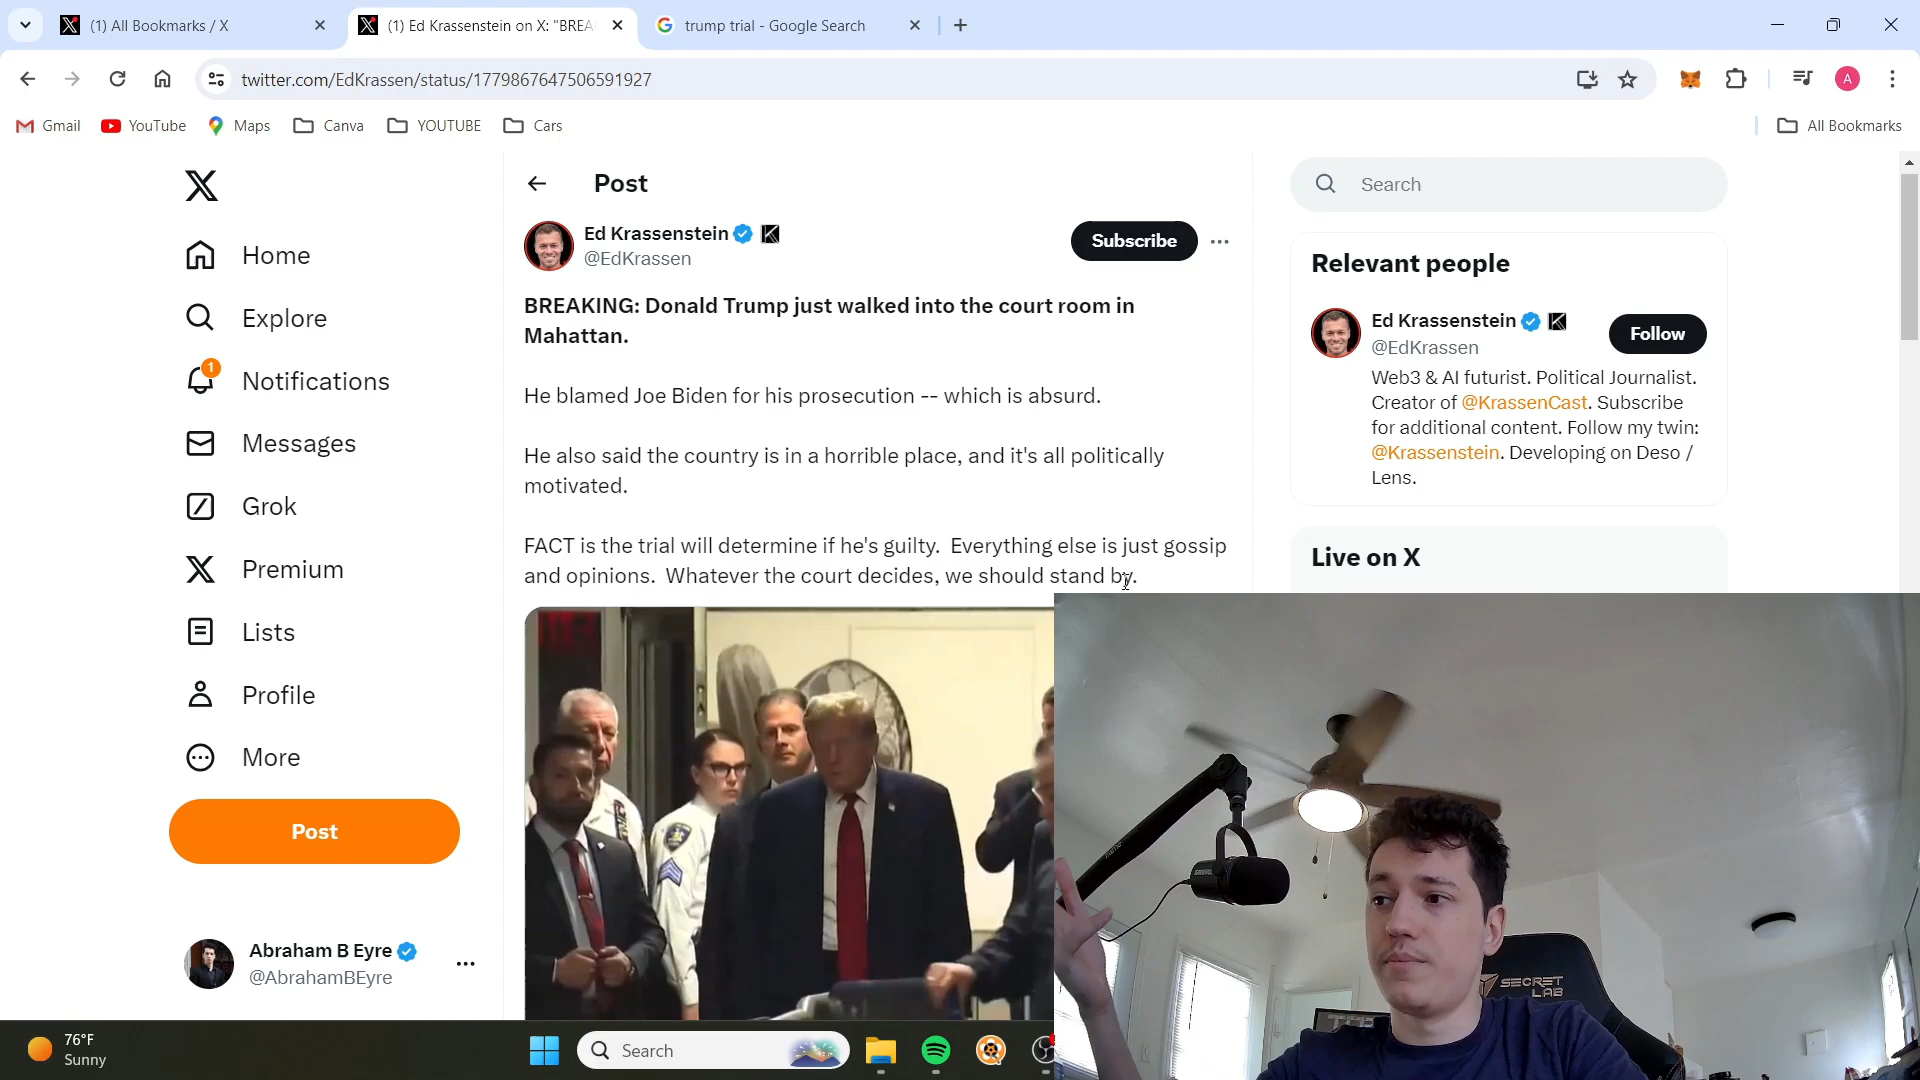 (1) All Bookmarks / X
(1) Ed Krassenstein on X: "BREA
trump trial - Google Search
twitter.com/EdKrassen/status/1779867647506591927
A
Gmail
YouTube
Maps
Canva
YOUTUBE
Cars
All Bookmarks
Home
Explore
1
Notifications
Messages
Grok
Premium
Lists
Profile
More
Post
Abraham B Eyre
@AbrahamBEyre
Post
Ed Krassenstein
@EdKrassen
Subscribe
BREAKING: Donald Trump just walked into the court room in
Mahattan.
He blamed Joe Biden for his prosecution -- which is absurd.
He also said the country is in a horrible place, and it's all politically
motivated.
FACT is the trial will determine if he's guilty.  Everything else is just gossip
and opinions.  Whatever the court decides, we should stand by.
Search
Relevant people
Ed Krassenstein
@EdKrassen
Follow
Web3 & AI futurist. Political Journalist.
Creator of @KrassenCast. Subscribe
for additional content. Follow my twin:
@Krassenstein. Developing on Deso /
Lens.
Live on X
SECRET
LAB
76°F
Sunny
Search